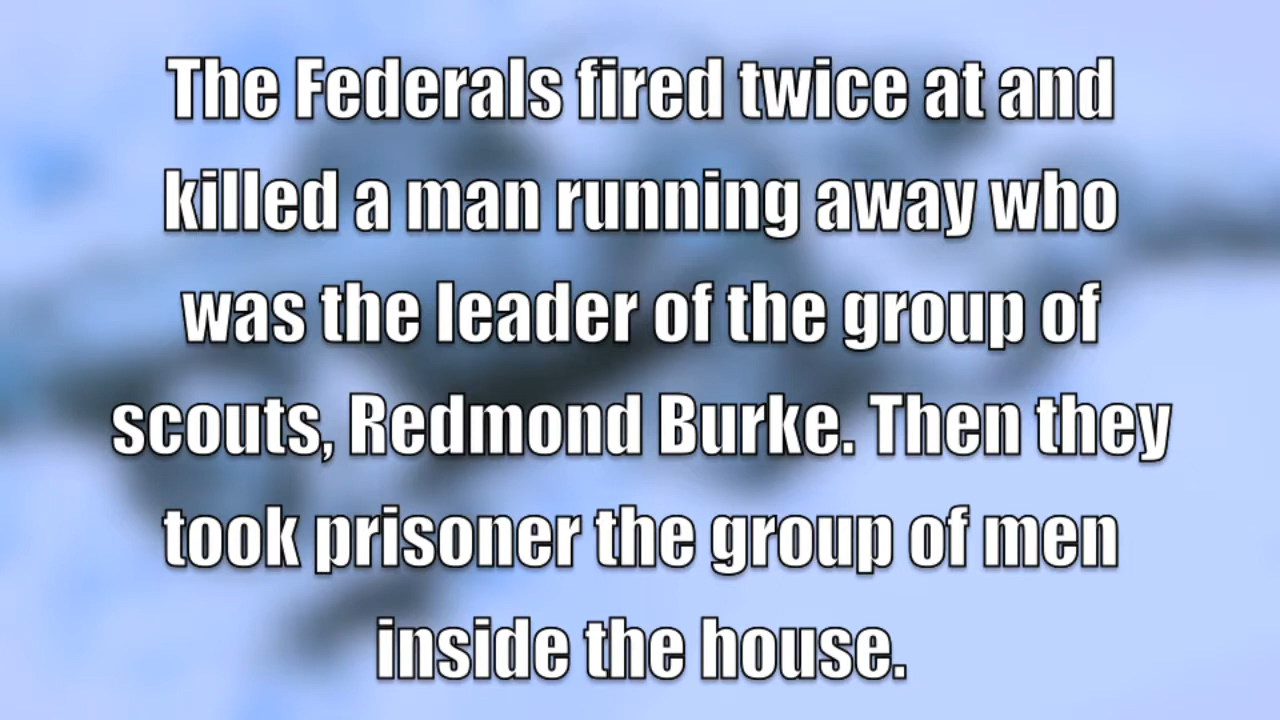 The Federals fired twice at and
killed a man running away who
was the leader of the group of
scouts, Redmond Burke. Then they
took prisoner the group of men
inside the house.